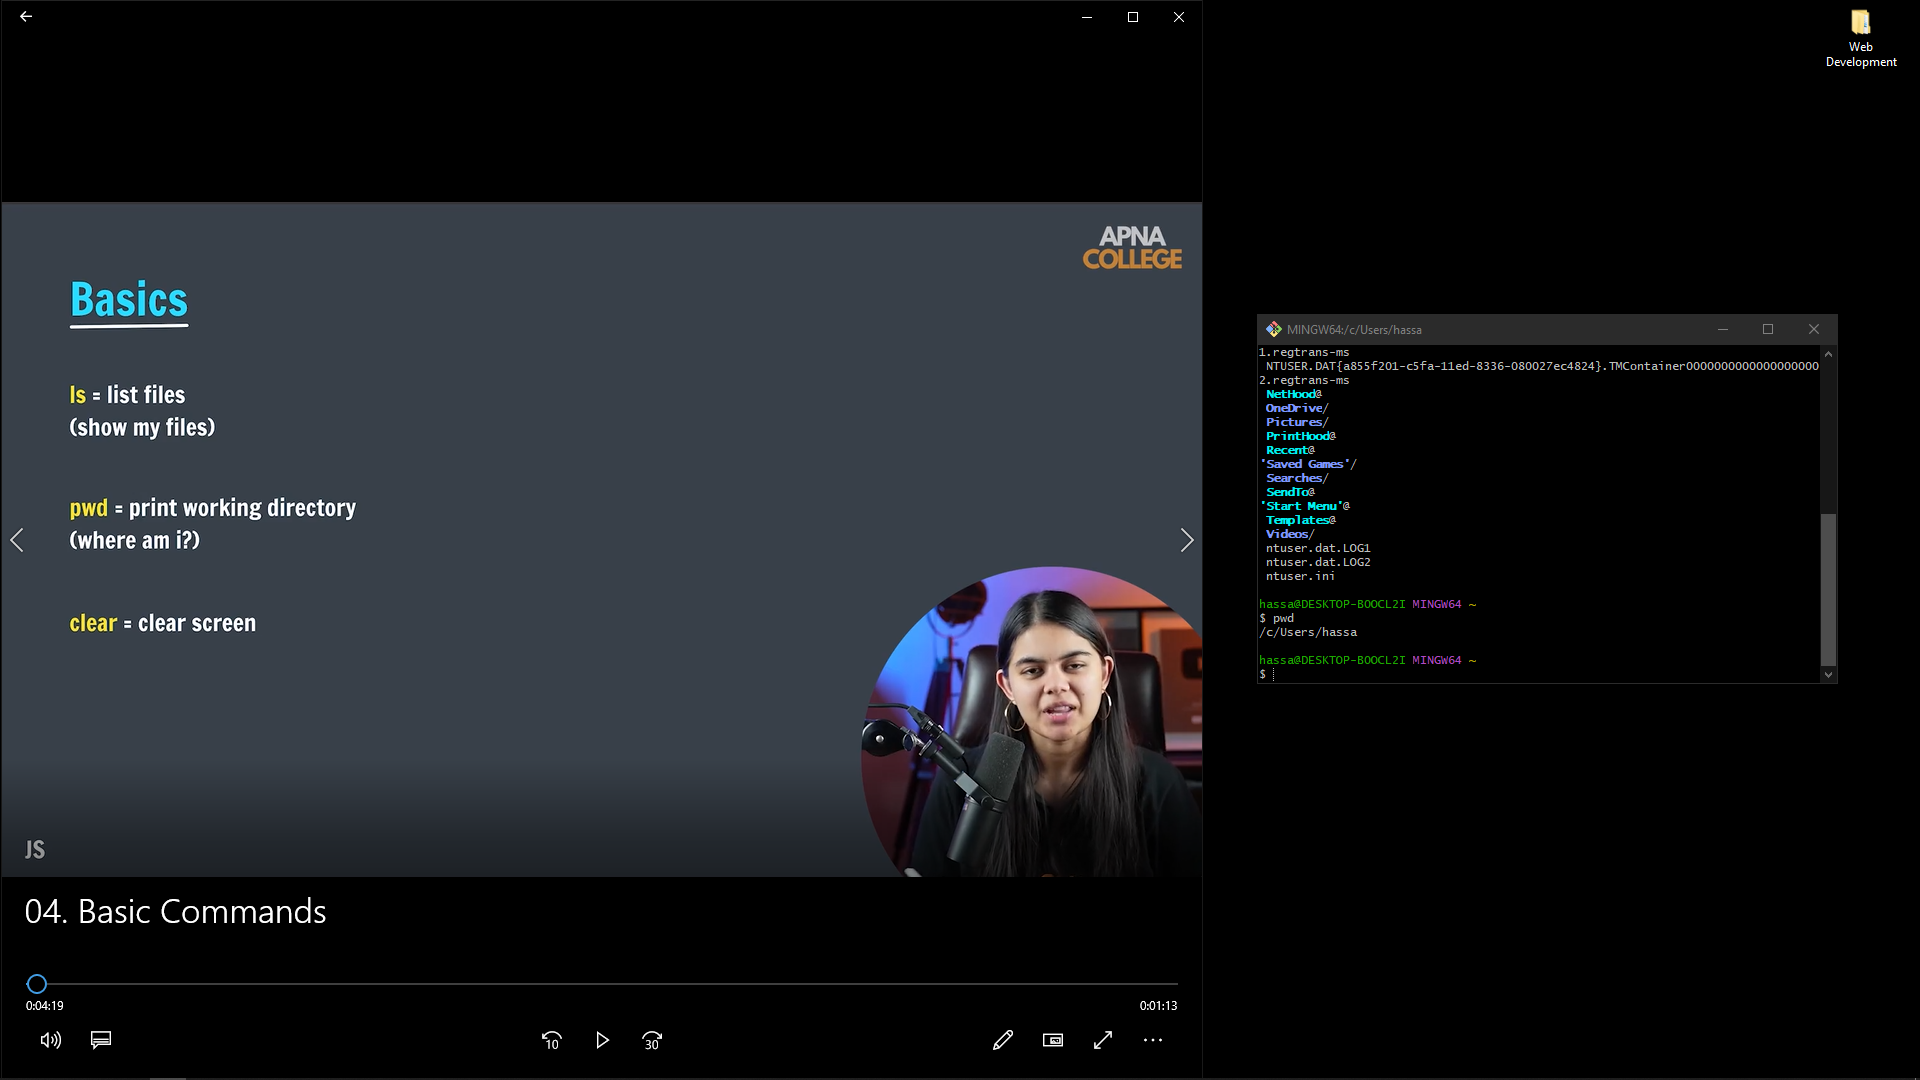 Web
Development
APNA
COLLEGE
Basics
ls = list files
(show my files)
pwd = print working directory
(where am i?)
clear = clear screen
JS
04. Basic Commands
0:04:19
0:01:13
10
30
MINGW64:/c/Users/hassa
1.regtrans-ms
NTUSER.DAT{a855f201-c5fa-11ed-8336-080027ec4824}.TMContainer0000000000000000000
2.regtrans-ms
NetHood@
OneDrive/
Pictures/
PrintHood@
Recent@
'Saved Games'/
Searches/
SendTo@
'Start Menu'@
Templates@
Videos/
ntuser.dat.LOG1
ntuser.dat.LOG2
ntuser.ini
hassa@DESKTOP-BOOCL2I MINGW64 ~
$ pwd
/c/Users/hassa
hassa@DESKTOP-BOOCL2I MINGW64 ~
$